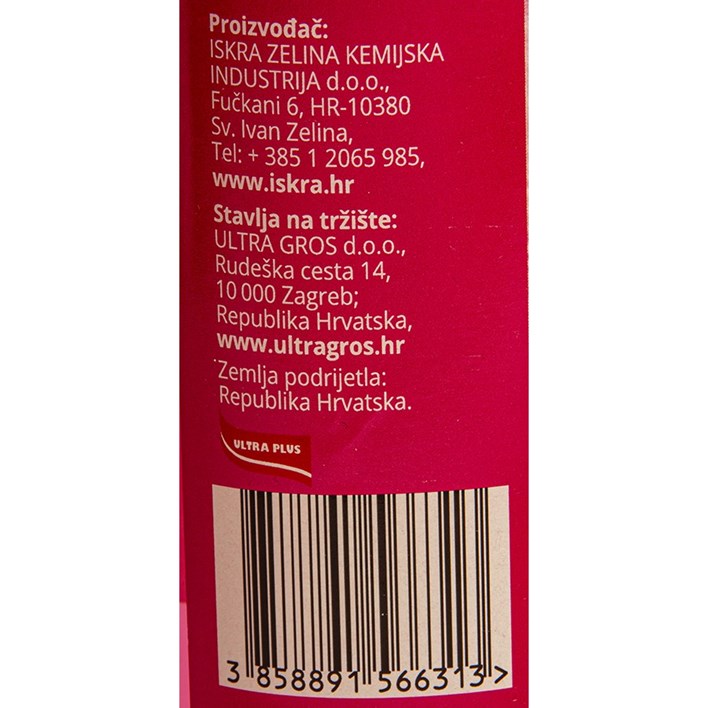 Proizvođač:
ISKRA ZELINA KEMIJSKA
INDUSTRIJA d.o.o.,
Fučkani 6, HR-10380
Sv. Ivan Zelina,
Tel: + 385 1 2065 985,
www.iskra.hr
Stavlja na tržište:
ULTRA GROS d.o.o.,
Rudeška cesta 14,
10 000 Zagreb;
Republika Hrvatska,
www.ultragros.hr
Zemlja podrijetla:
Republika Hrvatska.
ULTRA PLUS
3 858891 566313 >